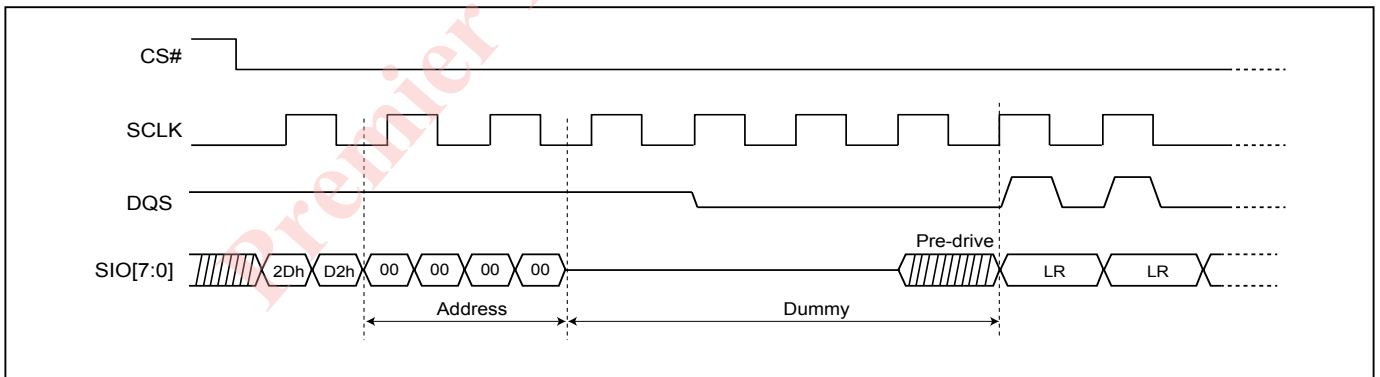 CS#
SCLK
DQS
Pre-drive
SIO[7:0]
2Dh D2h 00 00 00 00 LR LR
Address Dummy
Premier